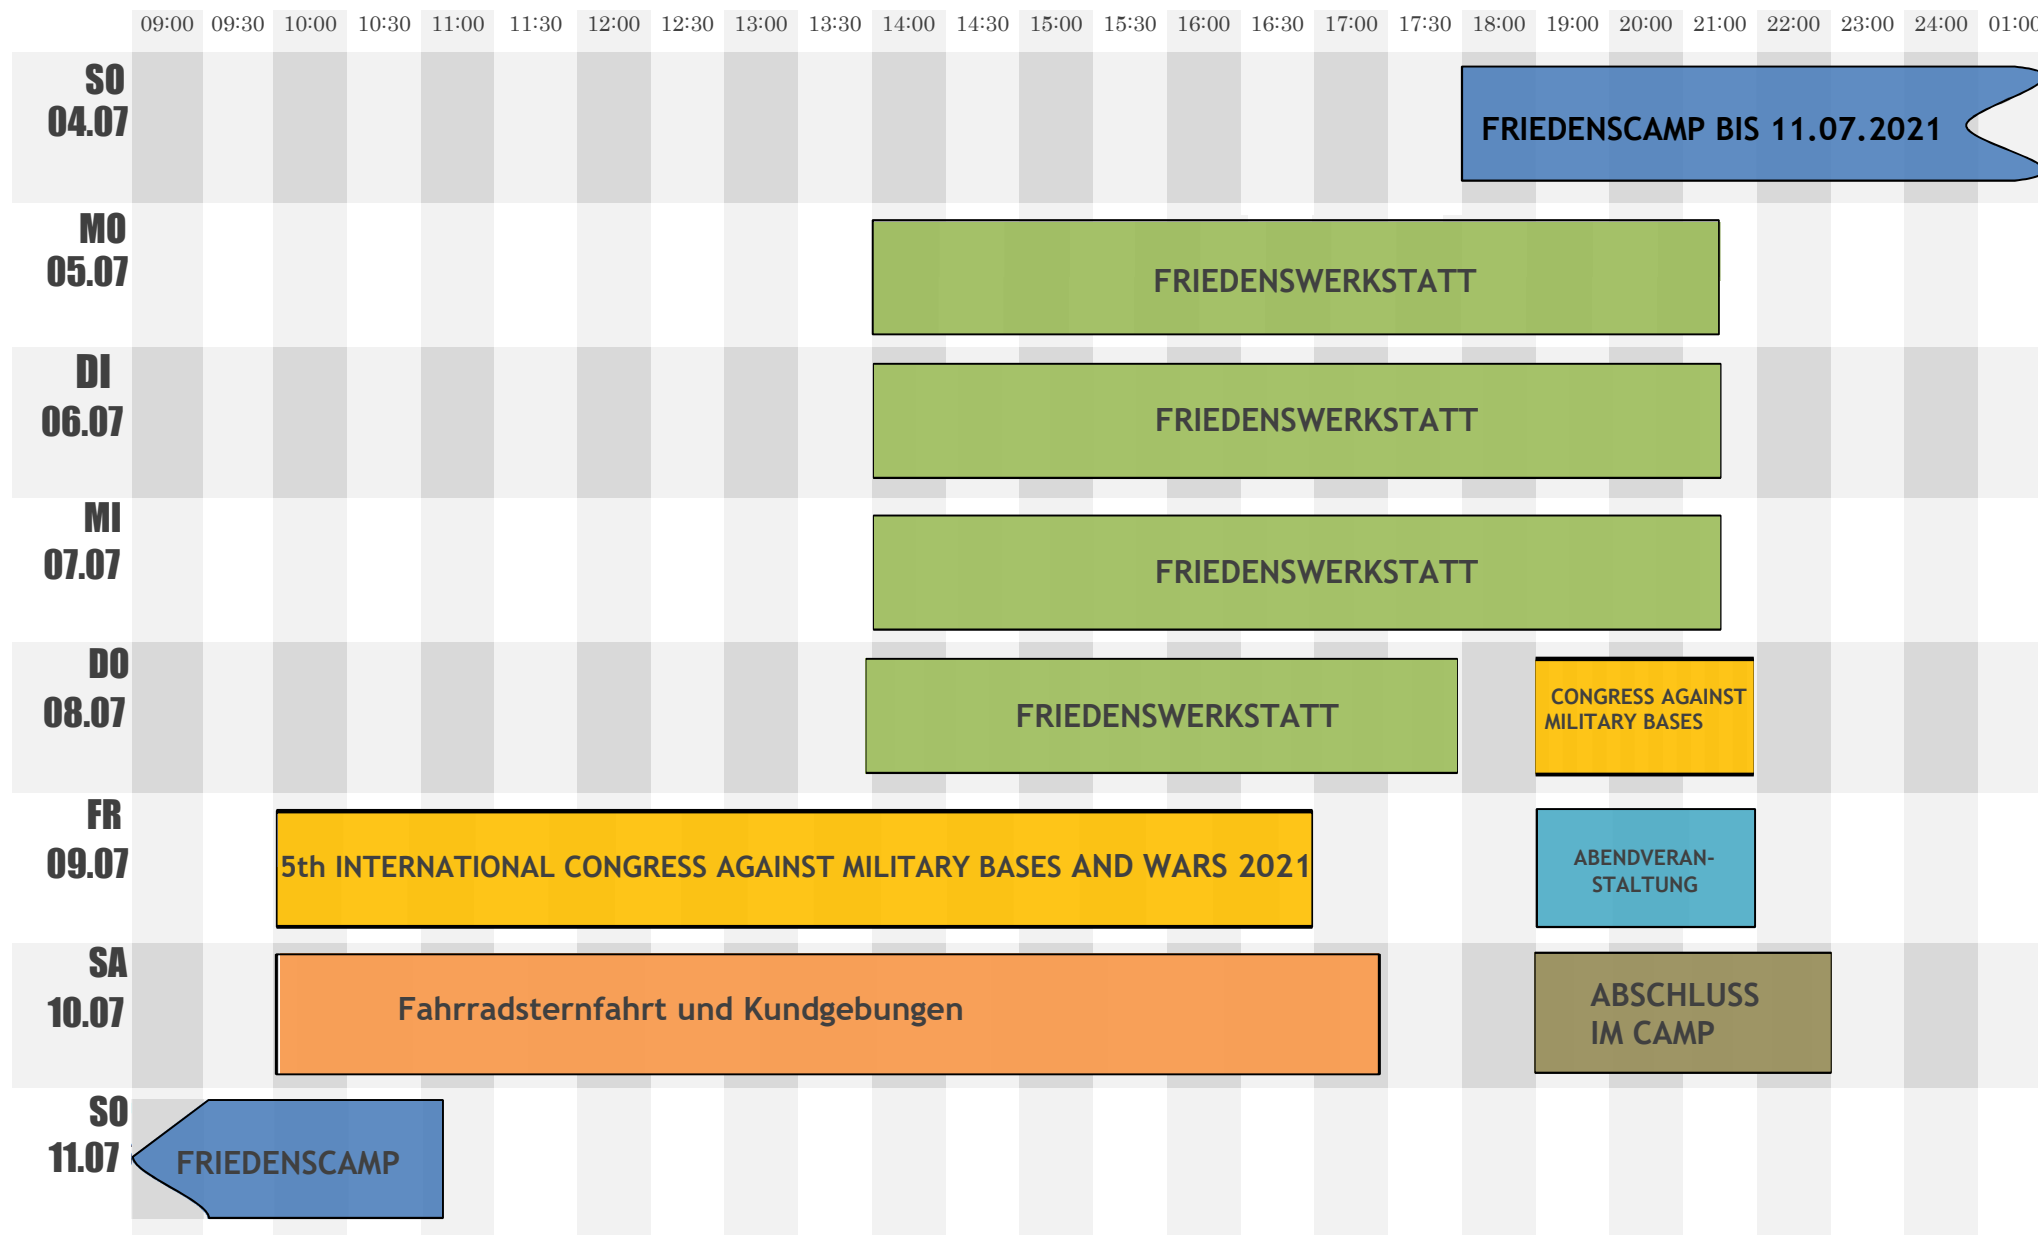 09:00 09:30 10:00 10:30 11:00 11:30 12:00 12:30 13:00 13:30 14:00 14:30 15:00 15:30 16:00 16:30 17:00 17:30 18:00 19:00 20:00 21:00 22:00 23:00 24:00 01:00
SO
04.07
FRIEDENSCAMP BIS 11.07.2021
MO
05.07
FRIEDENSWERKSTATT
DI
06.07
FRIEDENSWERKSTATT
MI
07.07
FRIEDENSWERKSTATT
DO
08.07
FRIEDENSWERKSTATT
CONGRESS AGAINST
MILITARY BASES
FR
09.07
5th INTERNATIONAL CONGRESS AGAINST MILITARY BASES AND WARS 2021
ABENDVERAN-
STALTUNG
SA
10.07
Fahrradsternfahrt und Kundgebungen
ABSCHLUSS
IM CAMP
SO
11.07
FRIEDENSCAMP